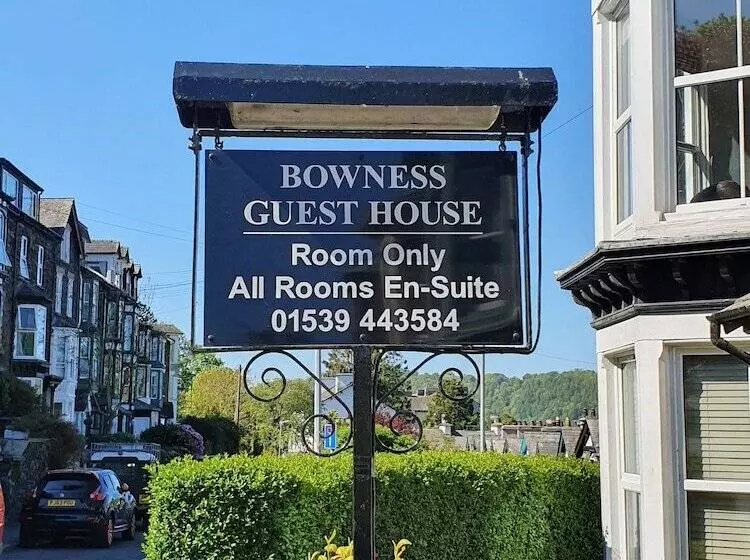 BOWNESS
GUEST HOUSE
Room Only
All Rooms En-Suite
01539 443584